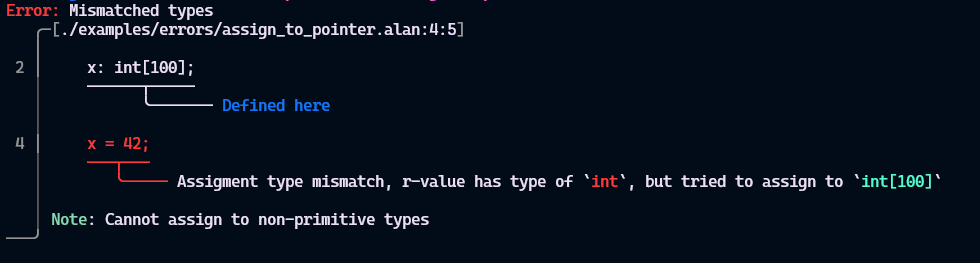 Error: Mismatched types
[./examples/errors/assign_to_pointer.alan:4:5]
2 x: int[100];
Defined here
4 x = 42;
Assigment type mismatch, r-value has type of `int`, but tried to assign to `int[100]`
Note: Cannot assign to non-primitive types